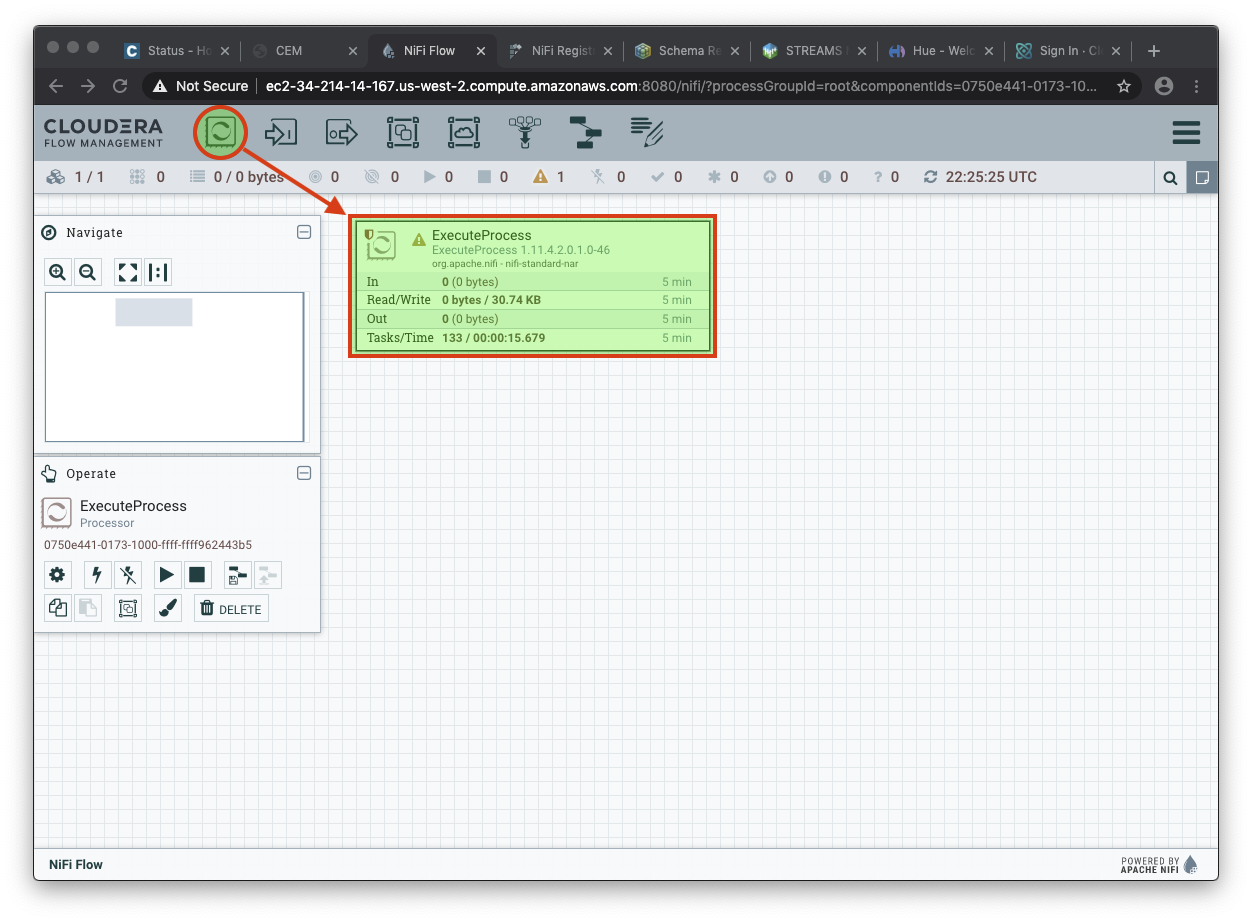 Status - Ho
CEM
NiFi Flow
NiFi Regist
Schema Re
STREAMS
Hue - Welc
Sign In · Cl
Not Secure
ec2-34-214-14-167.us-west-2.compute.amazonaws.com:8080/nifi/?processGroupId=root&componentIds=0750e441-0173-10...
CLOUDERA
FLOW MANAGEMENT
1 / 1 0 0 / 0 bytes 0 0 0 0 1 0 0 0 0 0 ? 0 22:25:25 UTC
Navigate
ExecuteProcess
ExecuteProcess 1.11.4.2.0.1.0-46
org.apache.nifi - nifi-standard-nar
In 0 (0 bytes) 5 min
Read/Write 0 bytes / 30.74 KB 5 min
Out 0 (0 bytes) 5 min
Tasks/Time 133 / 00:00:15.679 5 min
Operate
ExecuteProcess
Processor
0750e441-0173-1000-ffff-ffff962443b5
DELETE
NiFi Flow
POWERED BY
APACHE NIFI